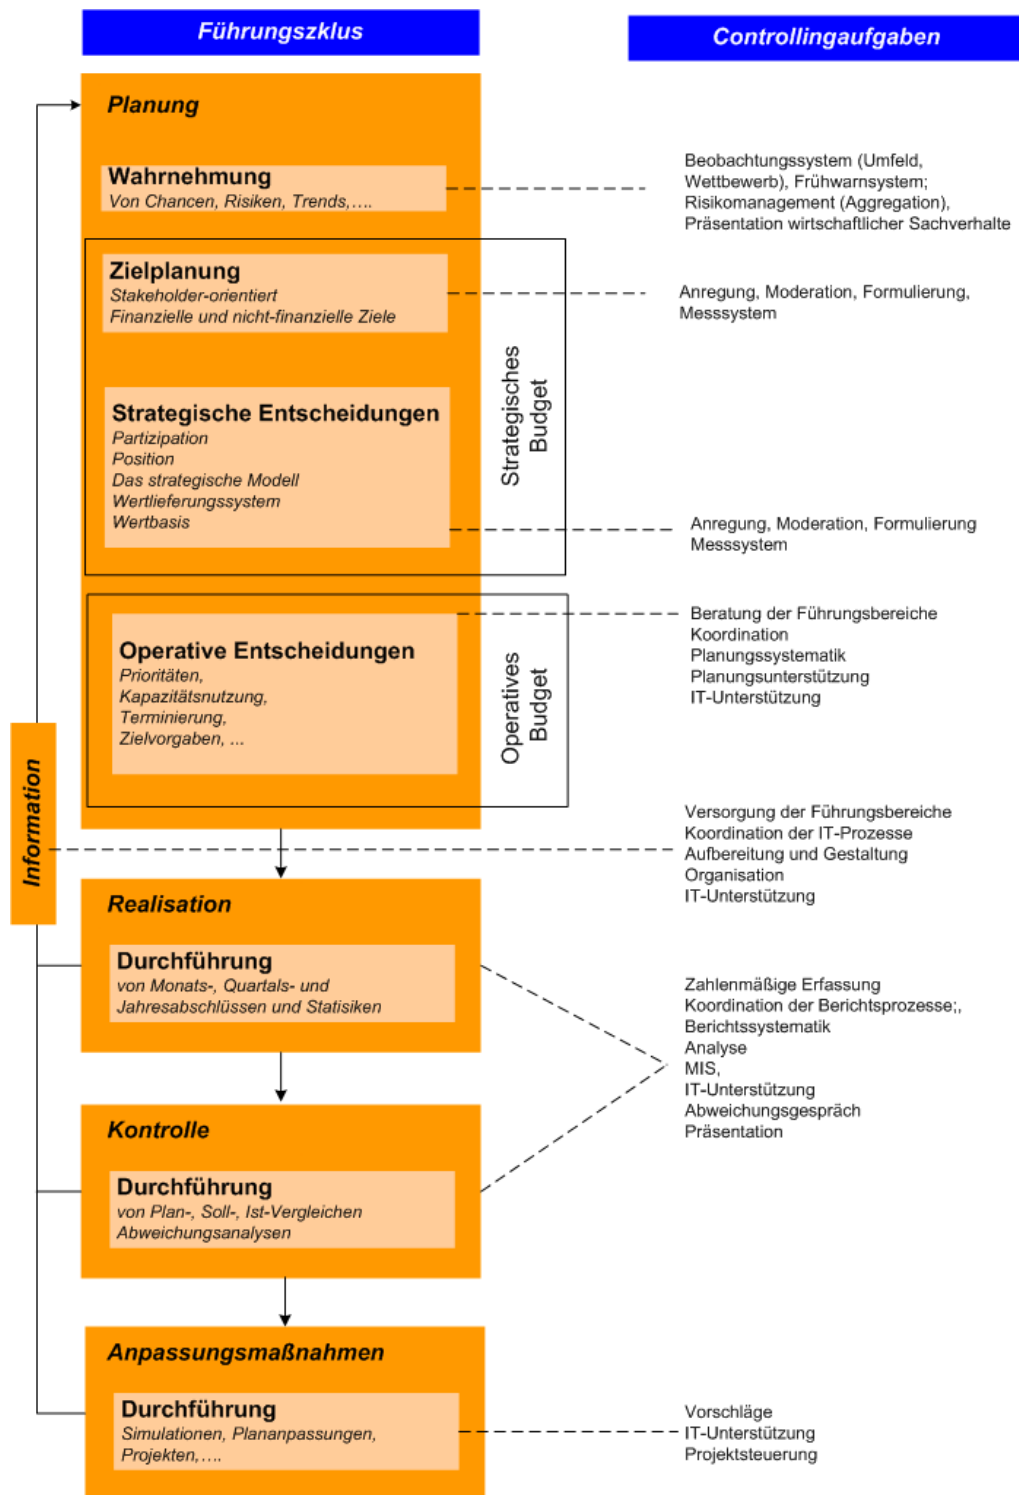 Führungszklus
Controllingaufgaben
Planung
Wahrnehmung
Von Chancen, Risiken, Trends,....
Beobachtungssystem (Umfeld,
Wettbewerb), Frühwarnsystem;
Risikomanagement (Aggregation),
Präsentation wirtschaftlicher Sachverhalte
Zielplanung
Stakeholder-orientiert
Finanzielle und nicht-finanzielle Ziele
Anregung, Moderation, Formulierung,
Messsystem
Strategische Entscheidungen
Partizipation
Position
Das strategische Modell
Wertlieferungssystem
Wertbasis
Strategisches
Budget
Anregung, Moderation, Formulierung
Messsystem
Operative Entscheidungen
Prioritäten,
Kapazitätsnutzung,
Terminierung,
Zielvorgaben, ...
Operatives
Budget
Beratung der Führungsbereiche
Koordination
Planungssystematik
Planungsunterstützung
IT-Unterstützung
Information
Versorgung der Führungsbereiche
Koordination der IT-Prozesse
Aufbereitung und Gestaltung
Organisation
IT-Unterstützung
Realisation
Durchführung
von Monats-, Quartals- und
Jahresabschlüssen und Statisiken
Zahlenmäßige Erfassung
Koordination der Berichtsprozesse;,
Berichtssystematik
Analyse
MIS,
IT-Unterstützung
Abweichungsgespräch
Präsentation
Kontrolle
Durchführung
von Plan-, Soll-, Ist-Vergleichen
Abweichungsanalysen
Anpassungsmaßnahmen
Durchführung
Simulationen, Plananpassungen,
Projekten,....
Vorschläge
IT-Unterstützung
Projektsteuerung